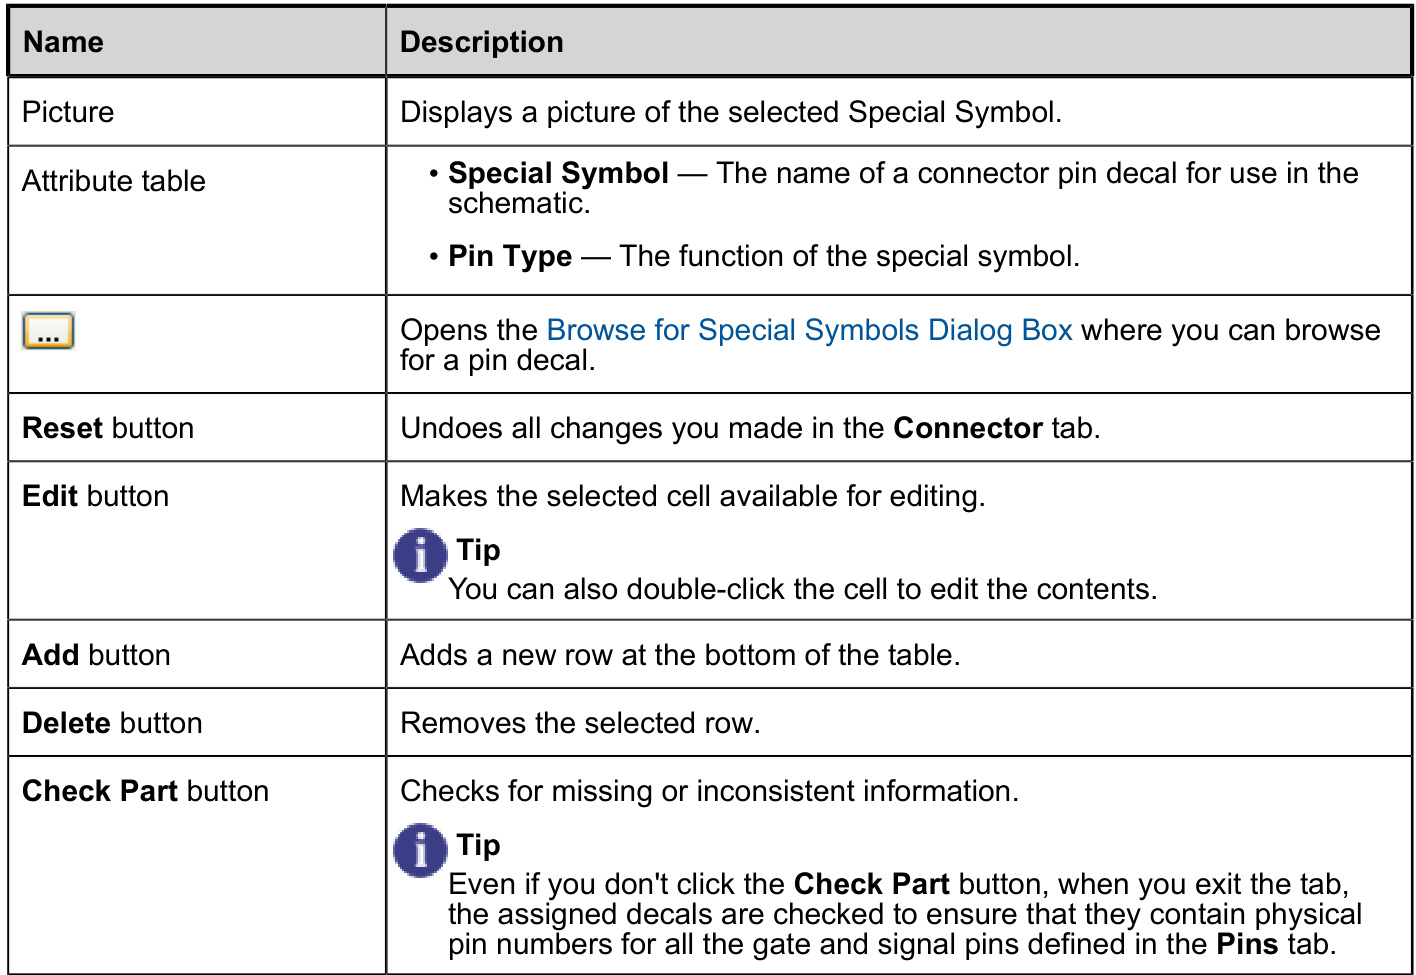 Name Description
Picture Displays a picture of the selected Special Symbol.
Attribute table
• Special Symbol — The name of a connector pin decal for use in the
schematic.
• Pin Type — The function of the special symbol.
...
Opens the Browse for Special Symbols Dialog Box where you can browse
for a pin decal.
Reset button Undoes all changes you made in the Connector tab.
Edit button Makes the selected cell available for editing.
i Tip
You can also double-click the cell to edit the contents.
Add button Adds a new row at the bottom of the table.
Delete button Removes the selected row.
Check Part button Checks for missing or inconsistent information.
i Tip
Even if you don't click the Check Part button, when you exit the tab,
the assigned decals are checked to ensure that they contain physical
pin numbers for all the gate and signal pins defined in the Pins tab.